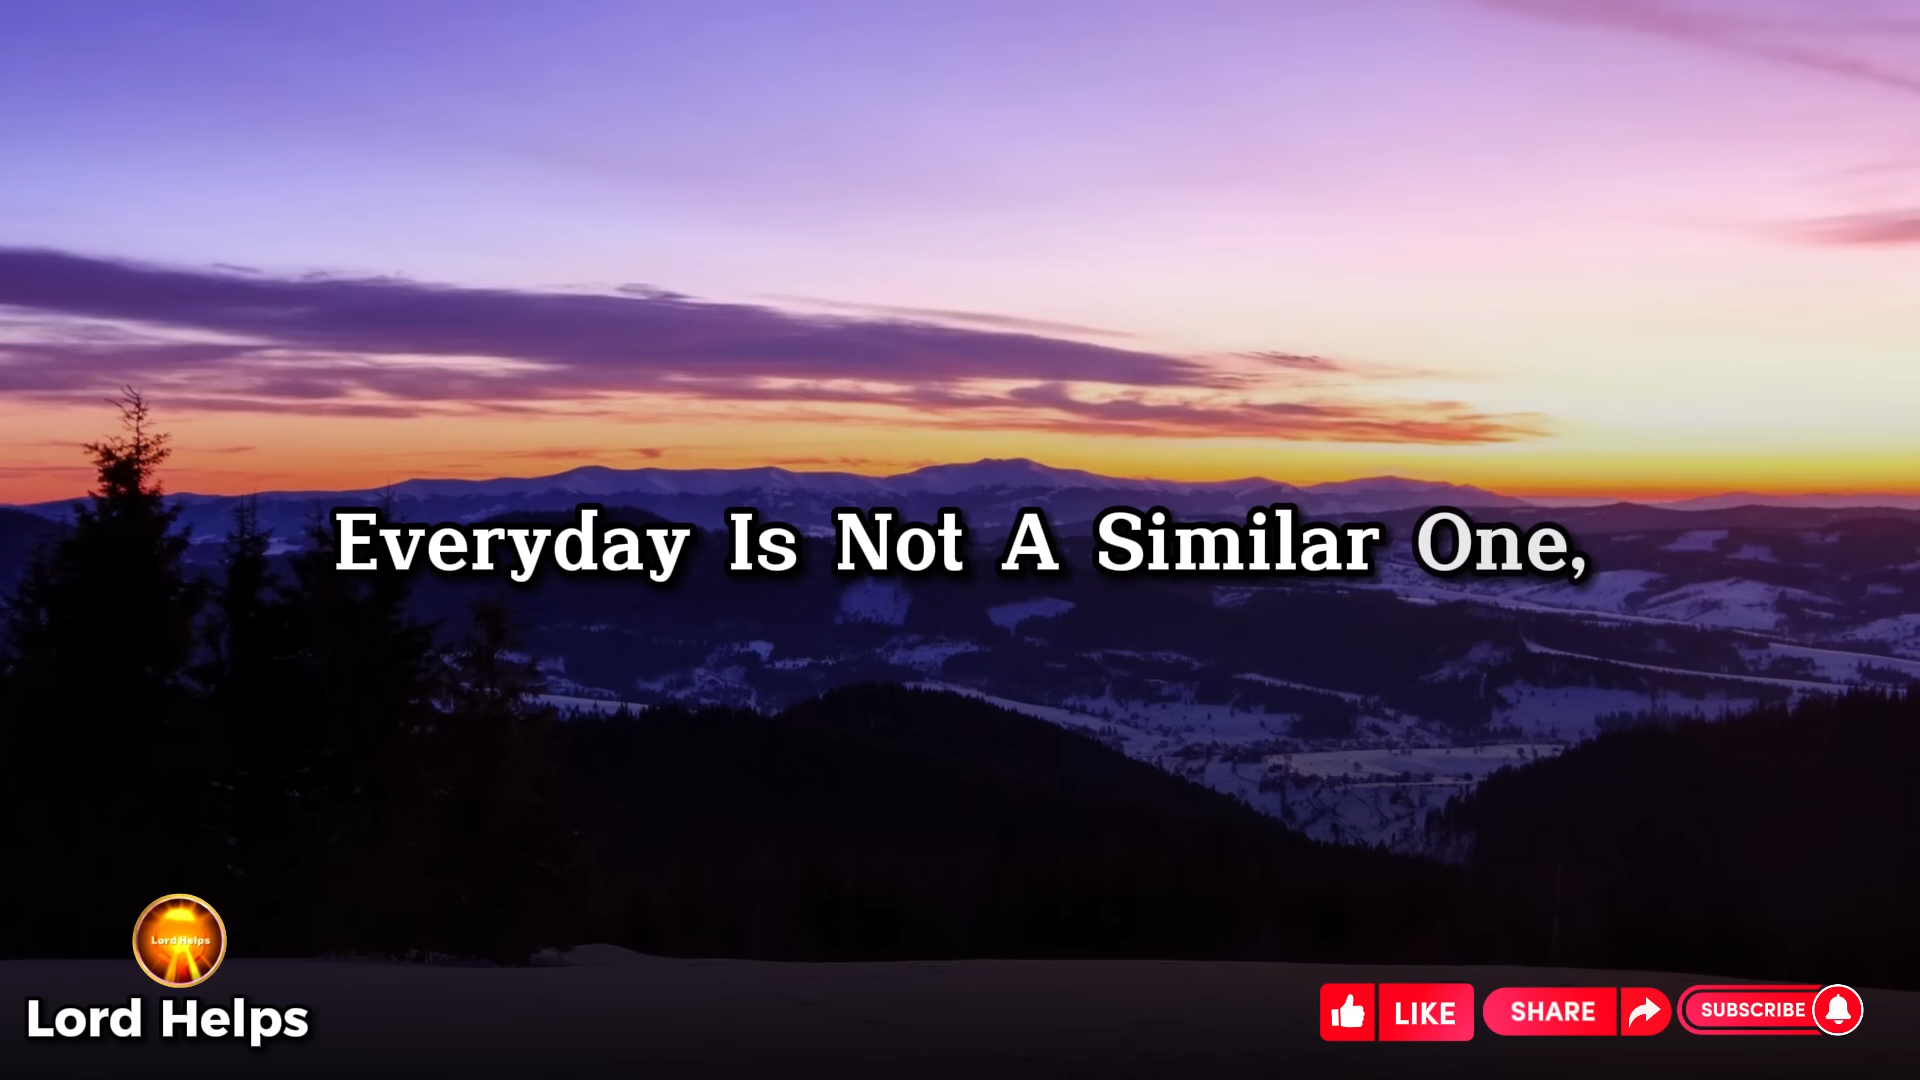 Everyday Is Not A Similar One,
Lord Helps
Lord Helps
LIKE
SHARE
SUBSCRIBE